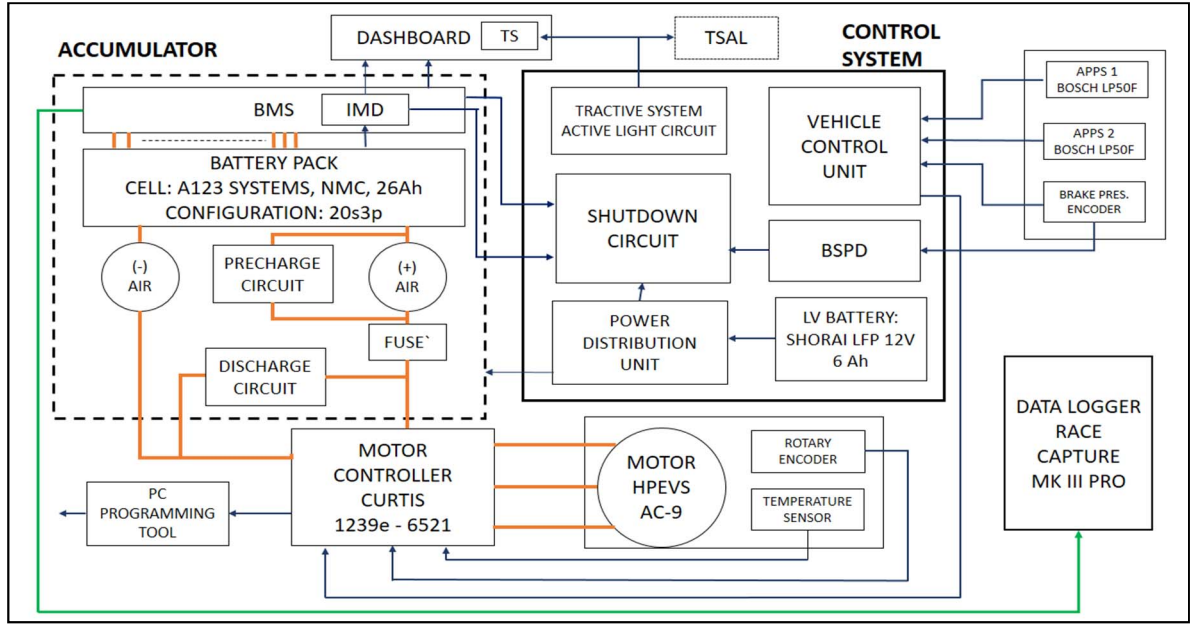 ACCUMULATOR
DASHBOARD
TS
TSAL
CONTROL
SYSTEM
BMS
IMD
BATTERY PACK
CELL: A123 SYSTEMS, NMC, 26Ah
CONFIGURATION: 20s3p
(-)
AIR
PRECHARGE
CIRCUIT
(+)
AIR
FUSE`
DISCHARGE
CIRCUIT
TRACTIVE SYSTEM
ACTIVE LIGHT CIRCUIT
VEHICLE
CONTROL
UNIT
SHUTDOWN
CIRCUIT
BSPD
POWER
DISTRIBUTION
UNIT
LV BATTERY:
SHORAI LFP 12V
6 Ah
APPS 1
BOSCH LP50F
APPS 2
BOSCH LP50F
BRAKE PRES.
ENCODER
MOTOR
CONTROLLER
CURTIS
1239e - 6521
PC
PROGRAMMING
TOOL
MOTOR
HPEVS
AC-9
ROTARY
ENCODER
TEMPERATURE
SENSOR
DATA LOGGER
RACE
CAPTURE
MK III PRO